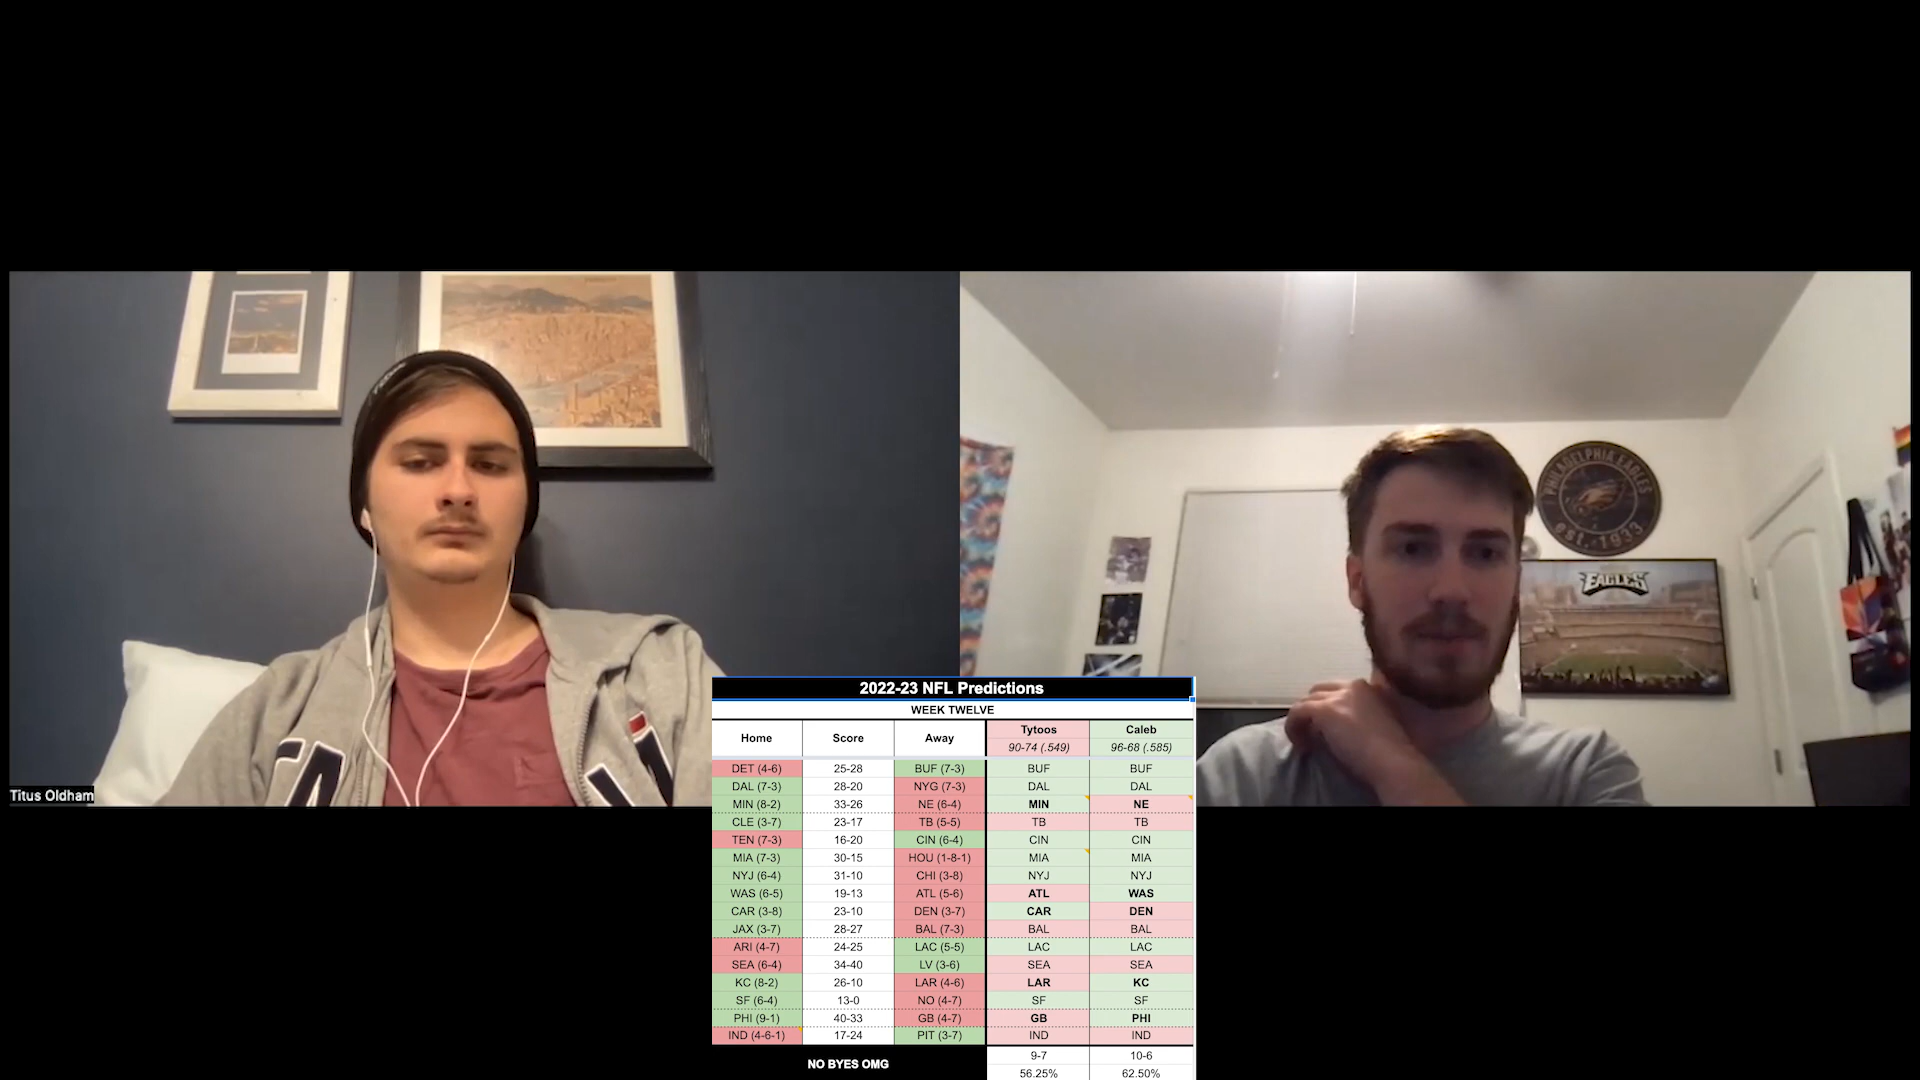 PHILADELPHIA EAGLES
est. 1933
EAGLES
Titus Oldham
2022-23 NFL Predictions
WEEK TWELVE
Home Score Away Tytoos Caleb
90-74 (.549) 96-68 (.585)
DET (4-6) 25-28 BUF (7-3) BUF BUF
DAL (7-3) 28-20 NYG (7-3) DAL DAL
MIN (8-2) 33-26 NE (6-4) MIN NE
CLE (3-7) 23-17 TB (5-5) TB TB
TEN (7-3) 16-20 CIN (6-4) CIN CIN
MIA (7-3) 30-15 HOU (1-8-1) MIA MIA
NYJ (6-4) 31-10 CHI (3-8) NYJ NYJ
WAS (6-5) 19-13 ATL (5-6) ATL WAS
CAR (3-8) 23-10 DEN (3-7) CAR DEN
JAX (3-7) 28-27 BAL (7-3) BAL BAL
ARI (4-7) 24-25 LAC (5-5) LAC LAC
SEA (6-4) 34-40 LV (3-6) SEA SEA
KC (8-2) 26-10 LAR (4-6) LAR KC
SF (6-4) 13-0 NO (4-7) SF SF
PHI (9-1) 40-33 GB (4-7) GB PHI
IND (4-6-1) 17-24 PIT (3-7) IND IND
NO BYES OMG 9-7 10-6
56.25% 62.50%